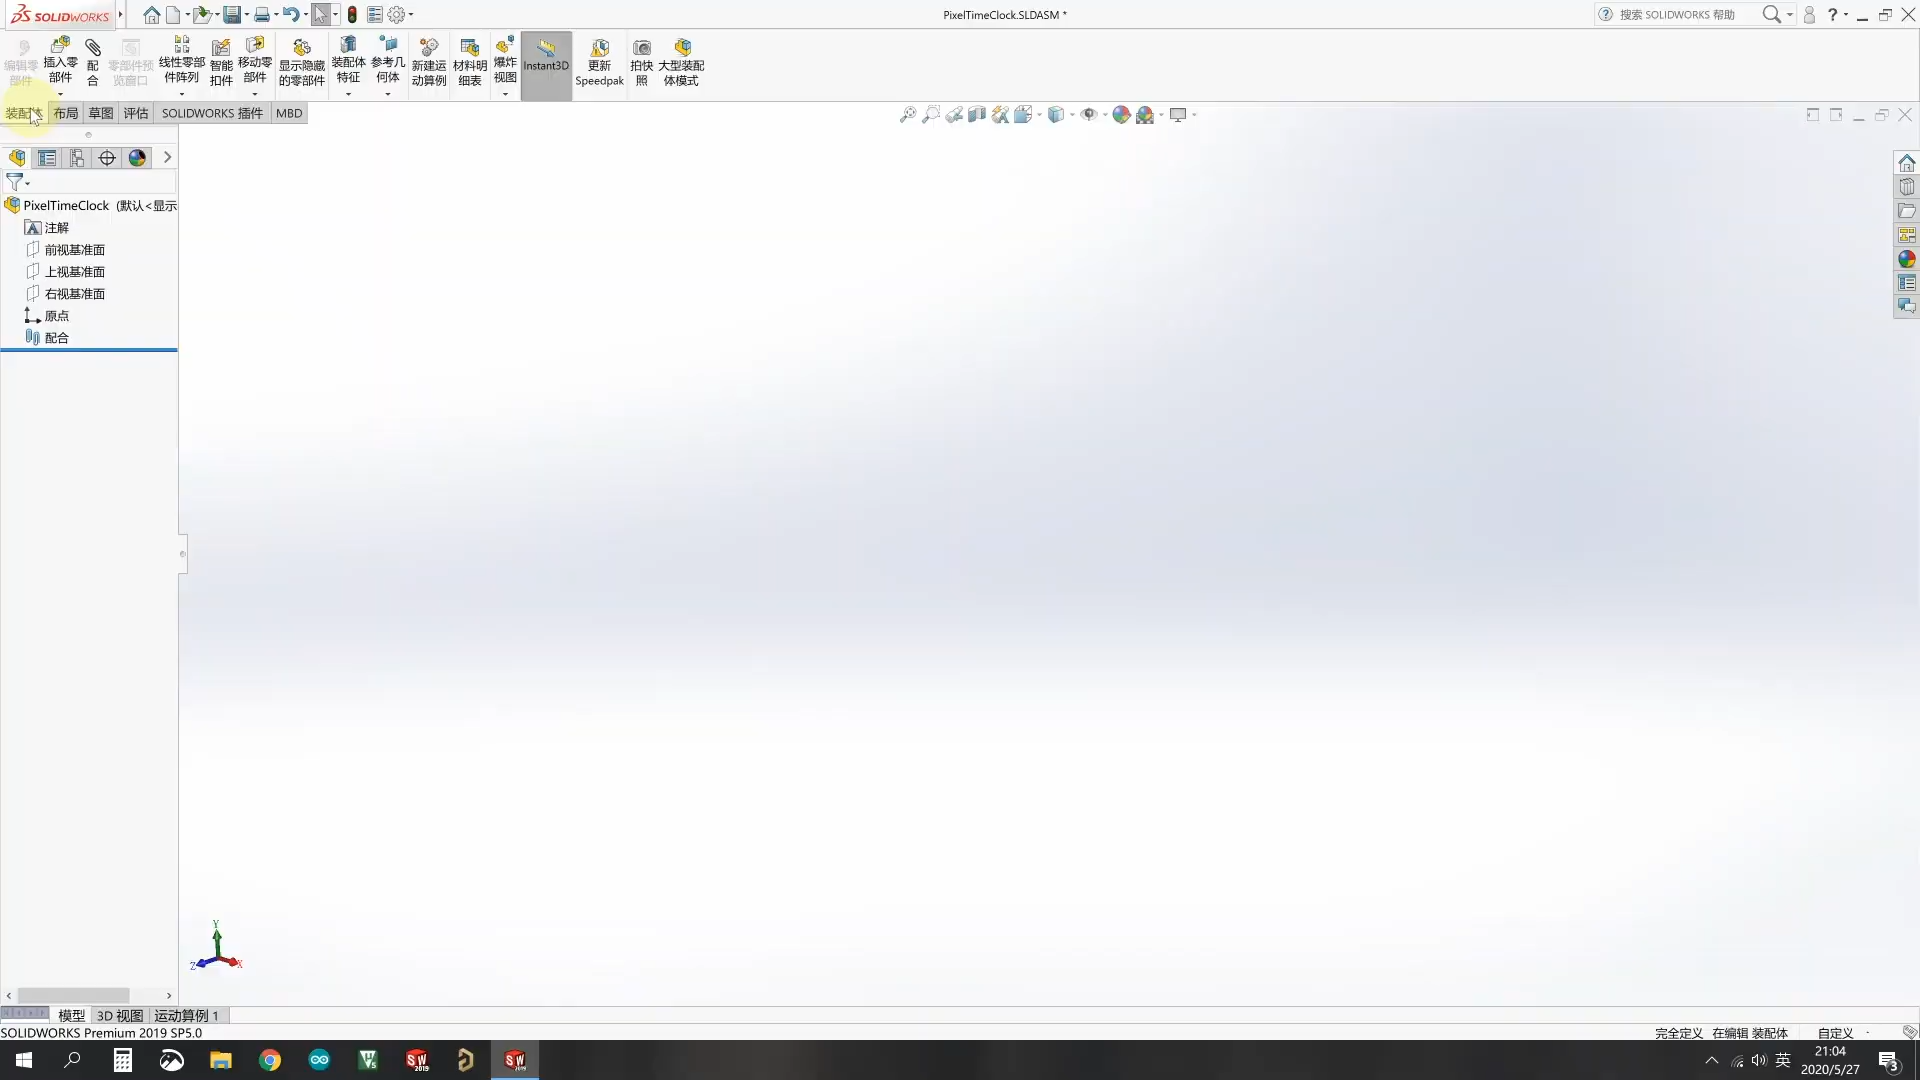 SOLIDWORKS
PixelTimeClock.SLDASM *
搜索 SOLIDWORKS 帮助
编辑零部件
插入零部件
配合
零部件预览窗口
线性零部件阵列
智能扣件
移动零部件
显示隐藏的零部件
装配体特征
参考几何体
新建运动算例
材料明细表
爆炸视图
Instant3D
更新 Speedpak
拍快照
大型装配体模式
装配体 布局 草图 评估 SOLIDWORKS 插件 MBD
PixelTimeClock (默认<显示
注解
前视基准面
上视基准面
右视基准面
原点
配合
Y
Z
X
模型 3D 视图 运动算例 1
SOLIDWORKS Premium 2019 SP5.0
完全定义 在编辑 装配体 自定义
英
21:04
2020/5/27
3